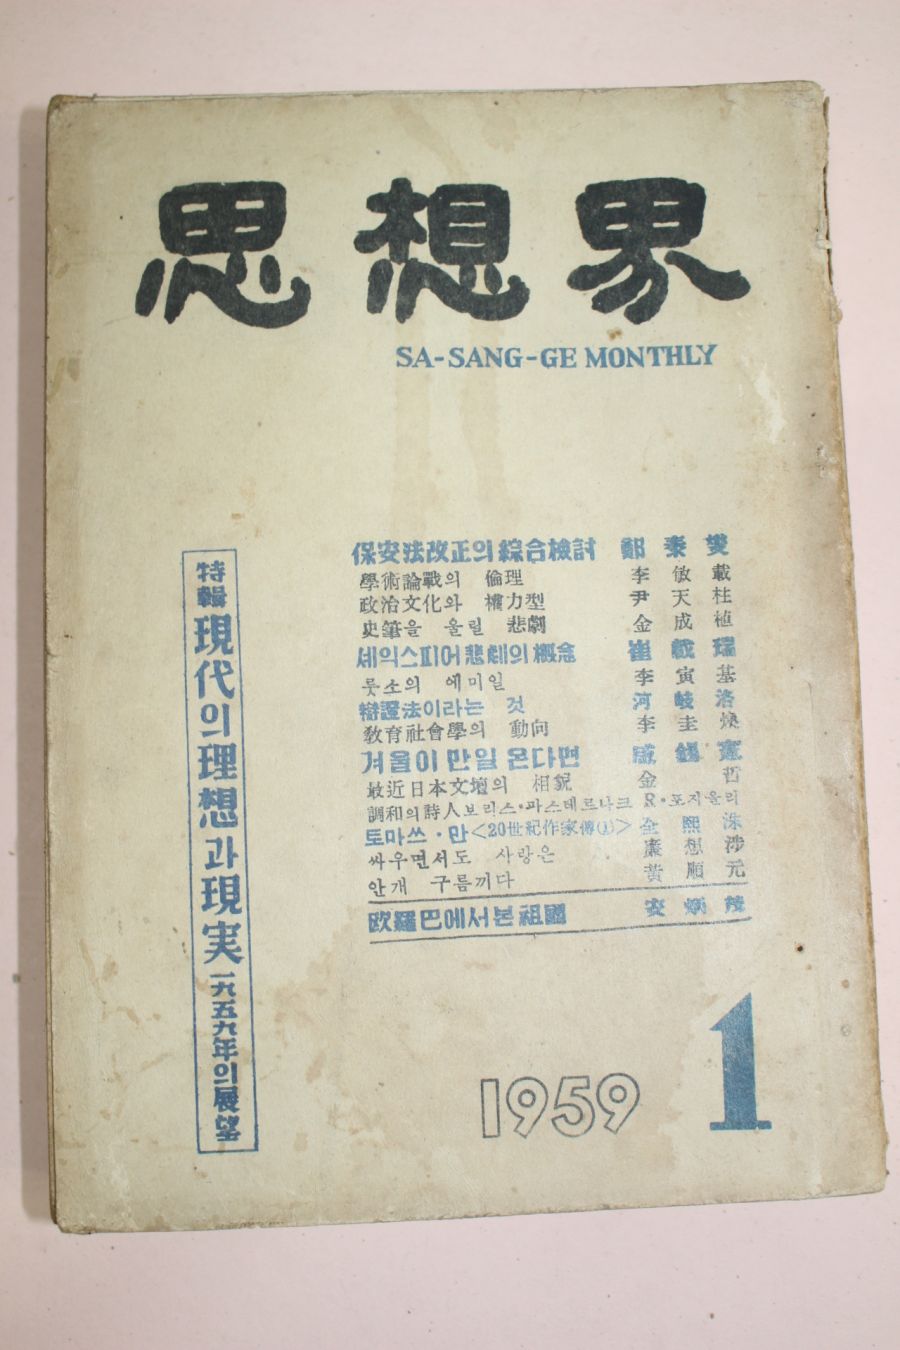 思想界
SA-SANG-GE MONTHLY
特輯 現代의 理想과 現実 一九五九年의 展望
保安法改正의 綜合檢討 鄭泰燮
學術論戰의 倫理 李敏載
政治文化와 權力型 尹天柱
史筆을 울릴 悲劇 金成植
셰익스피어 悲劇의 槪念 崔載瑞
룻소의 에미일 李寅基
辯證法이라는 것 河岐洛
敎育社會學의 動向 李圭煥
겨울이 만일 온다면 咸錫憲
最近日本文壇의 相貌 金 哲
調和의 詩人 보리스·파스테르나크 R·포지올리
토마쓰·만 <20世紀作家傳(1)> 全熙洙
싸우면서도 사랑은 廉想涉
안개 구름끼다 黃順元
欧羅巴에서 본 祖國 安炳茂
1959
1